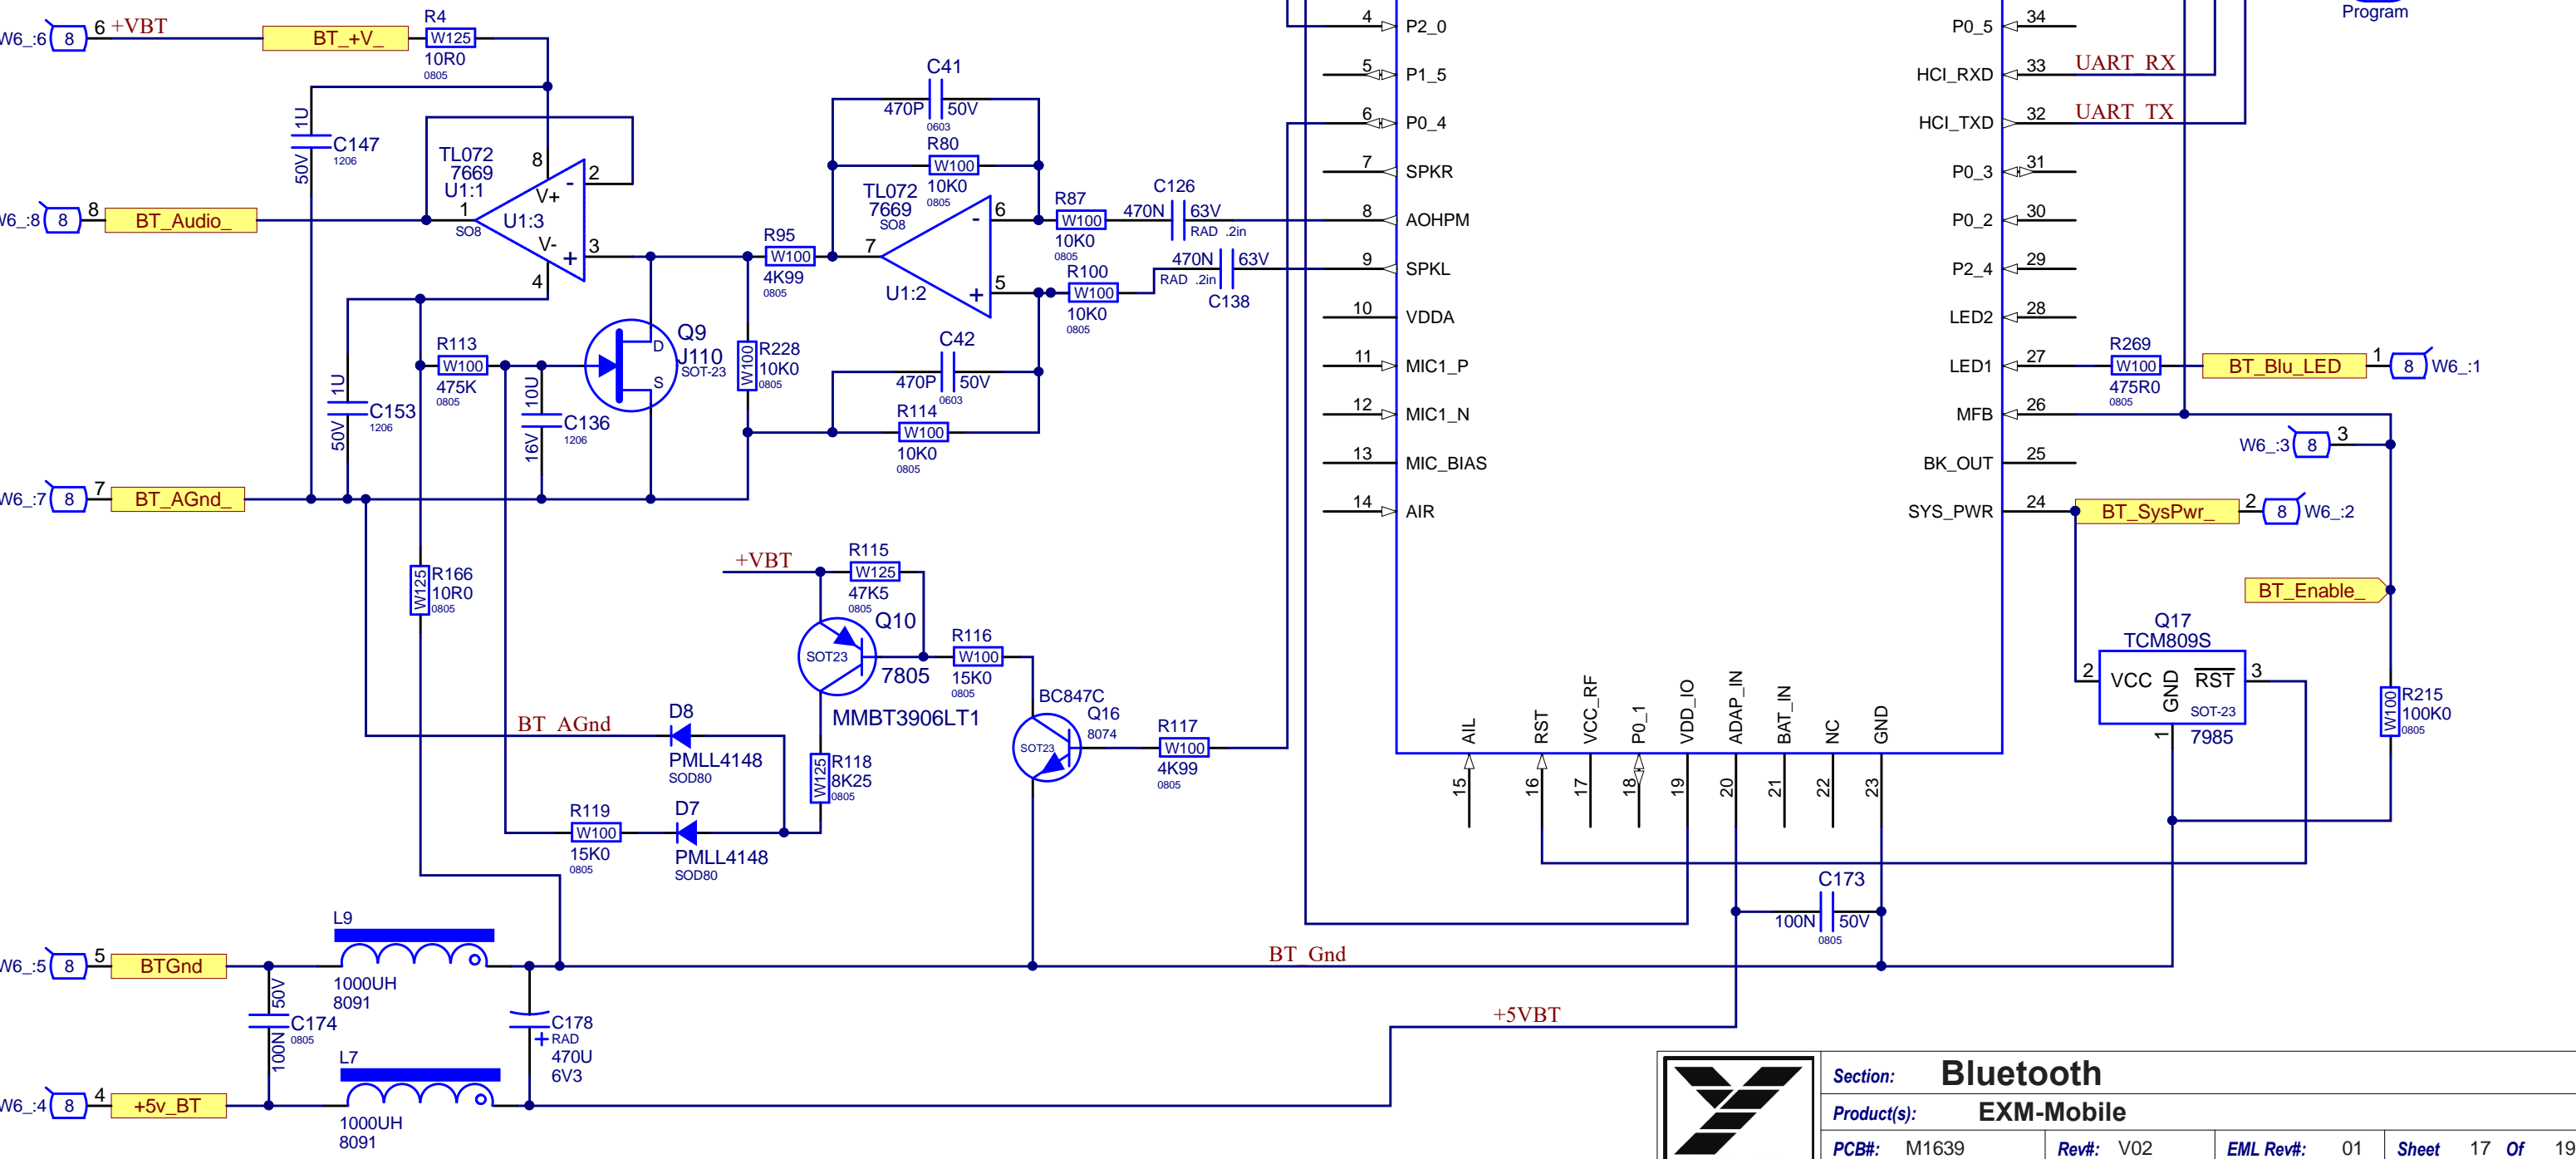 W6_:6 8 6 +VBT
BT_+V_
R4
W125
10R0
0805
1U
C147
1206
50V
TL072
7669
U1:1
8
V+
2
-
1
U1:3
SO8
V-
+
3
4
W6_:8 8 8 BT_Audio_
R113
W100
475K
0805
1U
C153
1206
50V
10U
C136
1206
16V
Q9
J110
SOT-23
D
S
R95
W100
4K99
0805
W100
R228
10K0
0805
C41
470P 50V
0603
R80
W100
10K0
0805
TL072
7669
SO8
6
-
7
U1:2
+
5
R87
W100
10K0
0805
C126
470N 63V
RAD .2in
470N 63V
RAD .2in
C138
R100
W100
10K0
0805
C42
470P 50V
0603
R114
W100
10K0
0805
W6_:7 8 7 BT_AGnd_
W125
R166
10R0
0805
+VBT
R115
W125
47K5
0805
Q10
SOT23
7805
MMBT3906LT1
R116
W100
15K0
0805
BC847C
Q16
8074
SOT23
R117
W100
4K99
0805
BT_AGnd
D8
PMLL4148
SOD80
W125
R118
8K25
0805
R119
W100
15K0
0805
D7
PMLL4148
SOD80
W6_:5 8 5 BTGnd
L9
1000UH
8091
50V
C174
0805
100N
C178
+ RAD
470U
6V3
L7
1000UH
8091
W6_:4 8 4 +5v_BT
BT_Gnd
+5VBT
4 P2_0
5 P1_5
6 P0_4
7 SPKR
8 AOHPM
9 SPKL
10 VDDA
11 MIC1_P
12 MIC1_N
13 MIC_BIAS
14 AIR
15 AIL
16 RST
17 VCC_RF
18 P0_1
19 VDD_IO
20 ADAP_IN
21 BAT_IN
22 NC
23 GND
C173
100N 50V
0805
P0_5 34
HCI_RXD 33 UART_RX
HCI_TXD 32 UART_TX
P0_3 31
P0_2 30
P2_4 29
LED2 28
LED1 27
MFB 26
BK_OUT 25
SYS_PWR 24
Program
R269
W100
475R0
0805
BT_Blu_LED 1 8 W6_:1
W6_:3 8 3
BT_SysPwr_ 2 8 W6_:2
BT_Enable_
Q17
TCM809S
2 VCC GND RST 3
SOT-23
1
7985
W100
R215
100K0
0805
Section: Bluetooth
Product(s): EXM-Mobile
PCB#: M1639 Rev#: V02 EML Rev#: 01 Sheet 17 Of 19